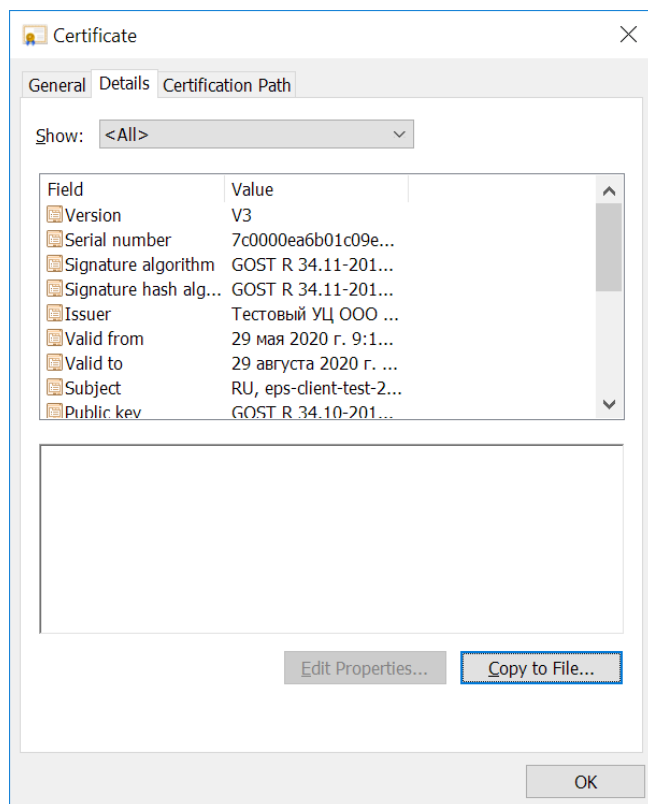 Certificate
General Details Certification Path
Show: <All>
Field Value
Version V3
Serial number 7c0000ea6b01c09e...
Signature algorithm GOST R 34.11-201...
Signature hash alg... GOST R 34.11-201...
Issuer Тестовый УЦ ООО ...
Valid from 29 мая 2020 г. 9:1...
Valid to 29 августа 2020 г. ...
Subject RU, eps-client-test-2...
Public key GOST R 34.10-201...
Edit Properties... Copy to File...
OK